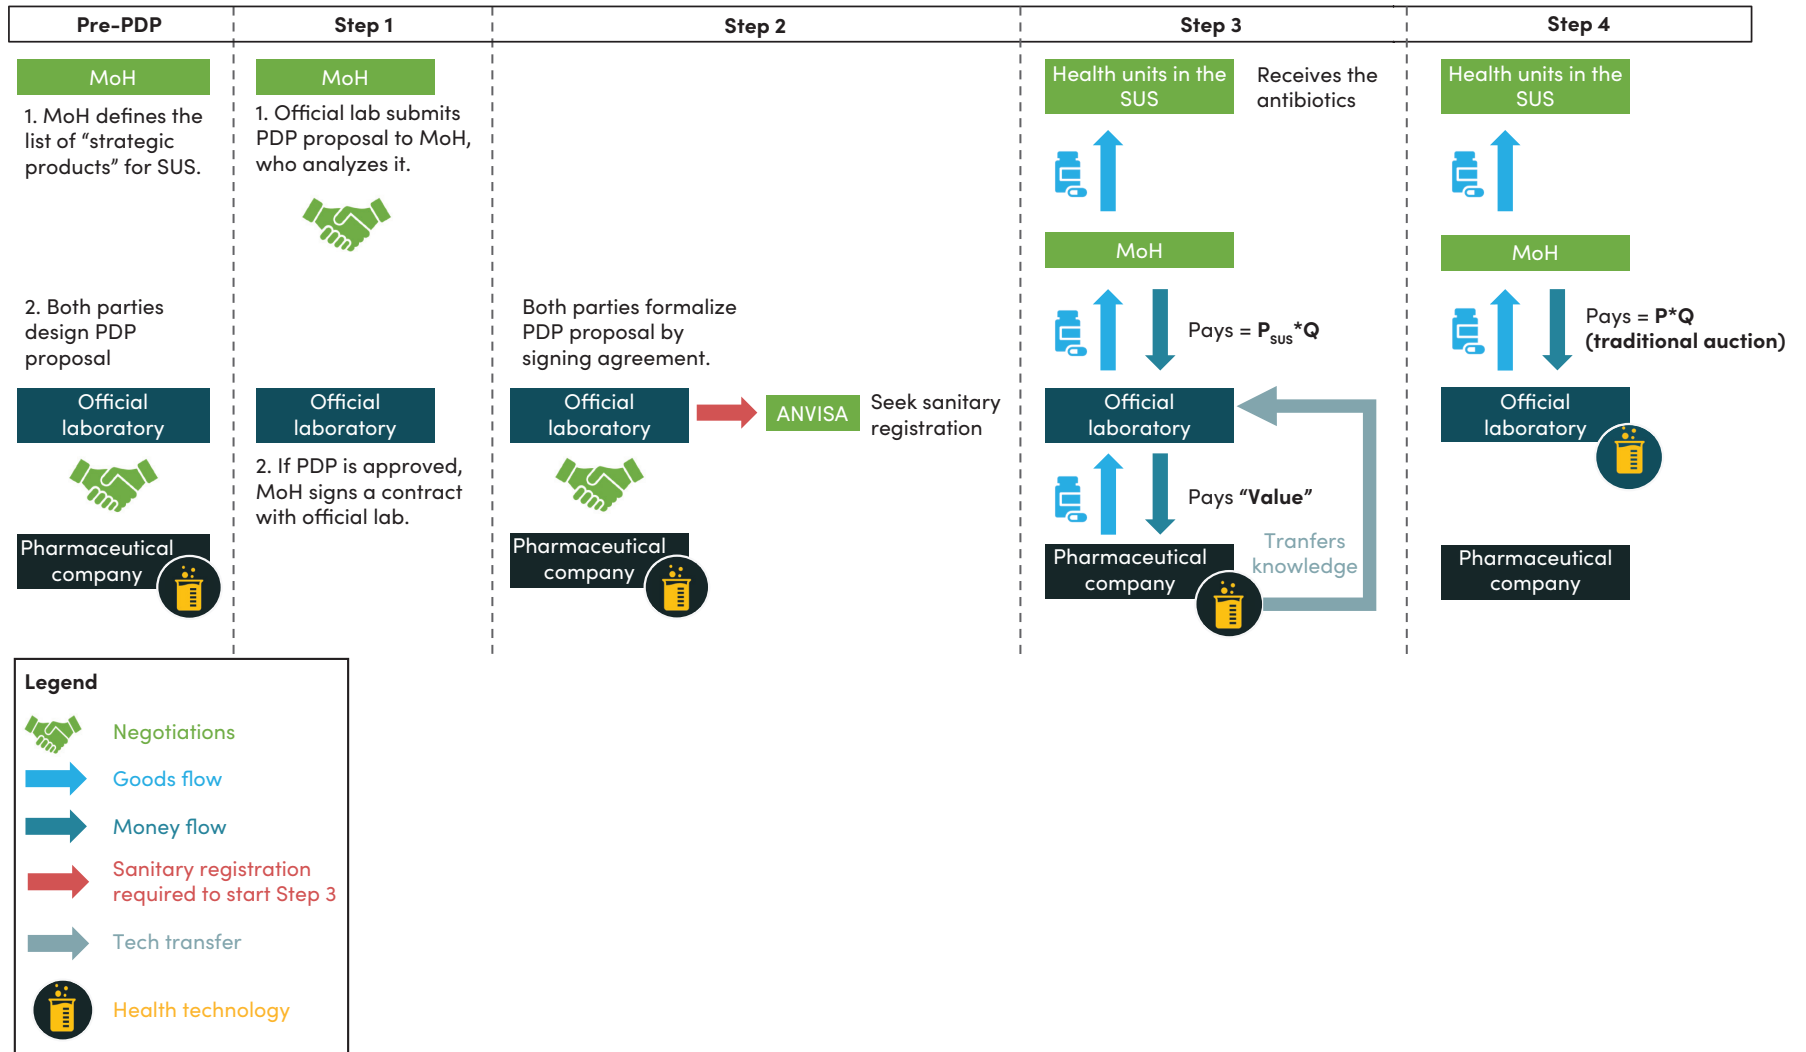 Pre-PDP
Step 1
Step 2
Step 3
Step 4
MoH
1. MoH defines the
list of “strategic
products” for SUS.
2. Both parties
design PDP
proposal
Official
laboratory
Pharmaceutical
company
MoH
1. Official lab submits
PDP proposal to MoH,
who analyzes it.
Official
laboratory
2. If PDP is approved,
MoH signs a contract
with official lab.
Both parties formalize
PDP proposal by
signing agreement.
Official
laboratory
ANVISA
Seek sanitary
registration
Pharmaceutical
company
Health units in the
SUS
Receives the
antibiotics
MoH
Pays = Psus*Q
Official
laboratory
Pays “Value”
Tranfers
knowledge
Pharmaceutical
company
Health units in the
SUS
MoH
Pays = P*Q
(traditional auction)
Official
laboratory
Pharmaceutical
company
Legend
Negotiations
Goods flow
Money flow
Sanitary registration
required to start Step 3
Tech transfer
Health technology